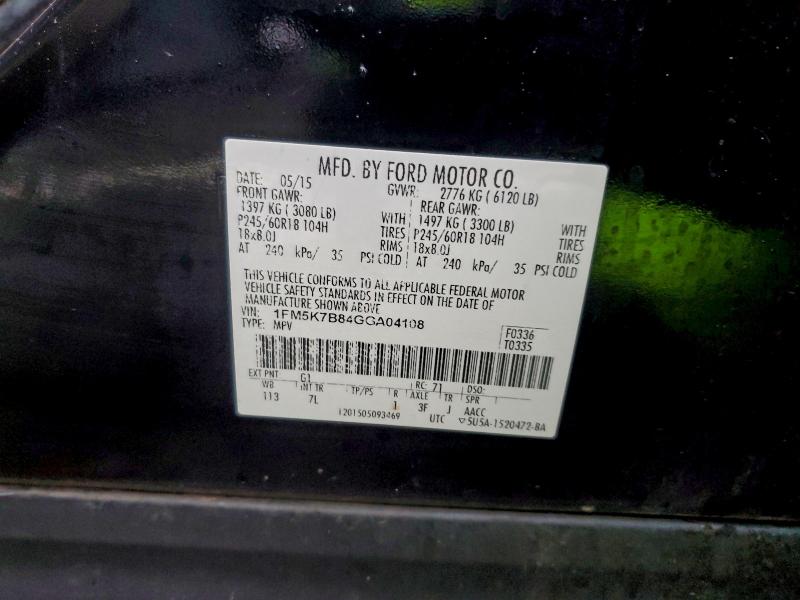 MFD. BY FORD MOTOR CO.
DATE: 05/15 GVWR: 2776 KG ( 6120 LB)
FRONT GAWR: REAR GAWR:
1397 KG ( 3080 LB) WITH 1497 KG ( 3300 LB) WITH
P245/60R18 104H TIRES P245/60R18 104H TIRES
18x8.0J RIMS 18x8.0J RIMS
AT 240 kPa/ 35 PSI COLD AT 240 kPa/ 35 PSI COLD
THIS VEHICLE CONFORMS TO ALL APPLICABLE FEDERAL MOTOR
VEHICLE SAFETY STANDARDS IN EFFECT ON THE DATE OF
MANUFACTURE SHOWN ABOVE
VIN: 1FM5K7B84GGA04108
TYPE: MPV
F0336
T0335
EXT PNT: G1 RC: 71 DSO:
WB INT TR TP/PS R AXLE TR SPR
113 7L 1 3F J AACC
1201505093469 UTC ▽5U5A-1520472-BA